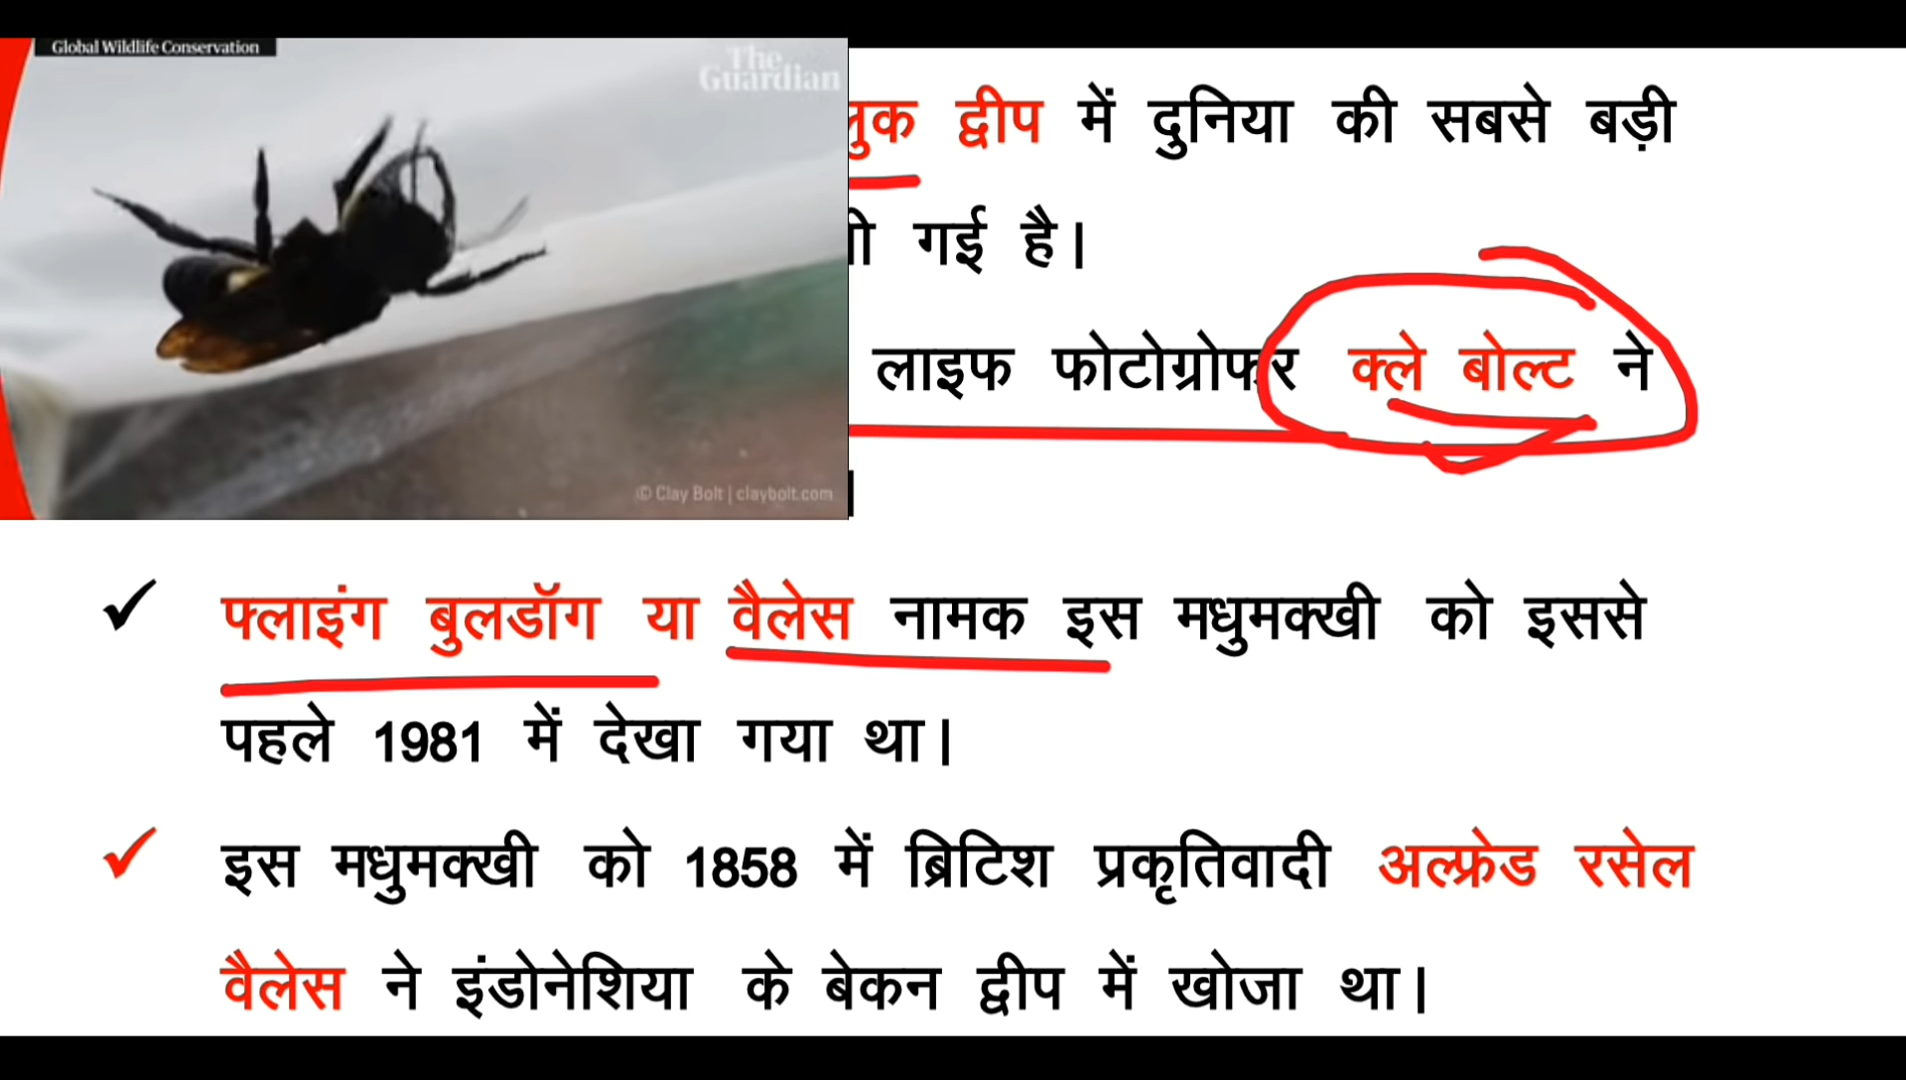 Global Wildlife Conservation
The
Guardian
द्वीप में दुनिया की सबसे बड़ी
गई है।
लाइफ फोटोग्रोफर क्ले बोल्ट ने
© Clay Bolt | claybolt.com
✓ फ्लाइंग बुलडॉग या वैलेस नामक इस मधुमक्खी को इससे
पहले 1981 में देखा गया था।
✓ इस मधुमक्खी को 1858 में ब्रिटिश प्रकृतिवादी अल्फ्रेड रसेल
वैलेस ने इंडोनेशिया के बेकन द्वीप में खोजा था।